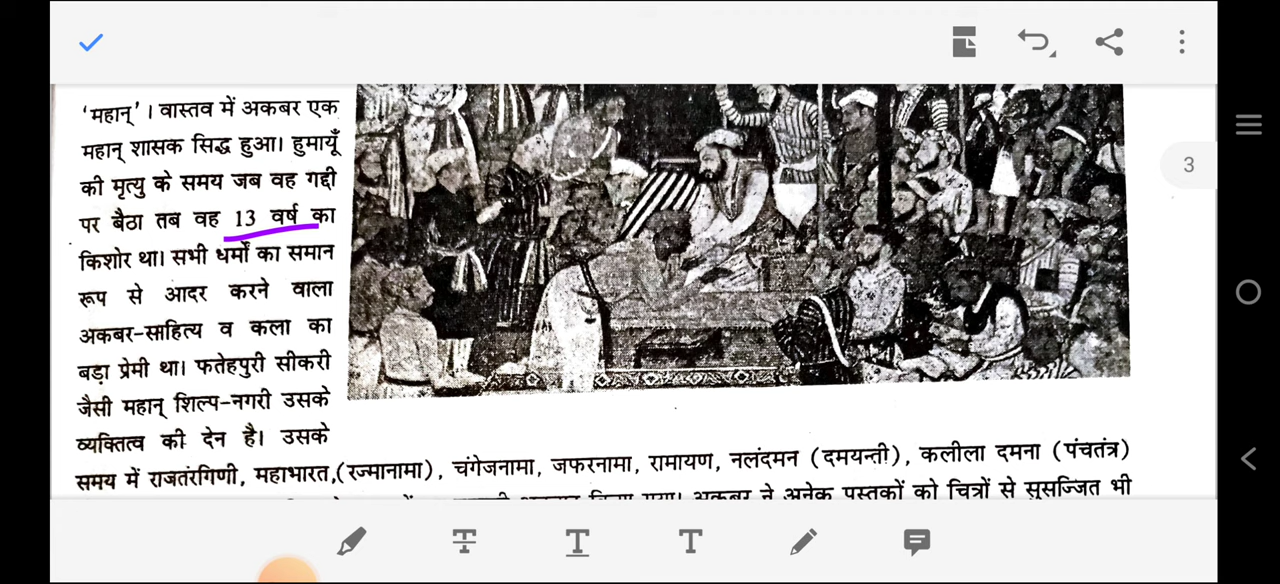 3
'महान्'। वास्तव में अकबर एक
महान् शासक सिद्ध हुआ। हुमायूँ
की मृत्यु के समय जब वह गद्दी
पर बैठा तब वह 13 वर्ष का
किशोर था। सभी धर्मों का समान
रूप से आदर करने वाला
अकबर-साहित्य व कला का
बड़ा प्रेमी था। फतेहपुरी सीकरी
जैसी महान् शिल्प-नगरी उसके
व्यक्तित्व की देन है। उसके
समय में राजतरंगिणी, महाभारत,(रज्मानामा), चंगेजनामा, जफरनामा, रामायण, नलंदमन (दमयन्ती), कलीला दमना (पंचतंत्र)
किया गया। अकबर ने अनेक पुस्तकों को चित्रों से सुसज्जित भी
T T T